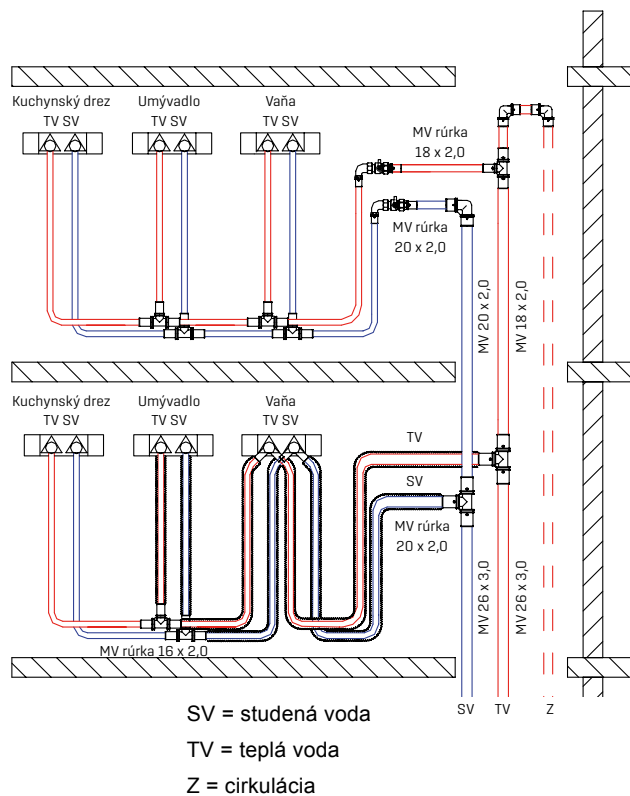 Kuchynský drez
TV SV
Umývadlo
TV SV
Vaňa
TV SV
MV rúrka
18 x 2,0
MV rúrka
20 x 2,0
MV 20 x 2,0
MV 18 x 2,0
Kuchynský drez
TV SV
Umývadlo
TV SV
Vaňa
TV SV
TV
SV
MV rúrka
20 x 2,0
MV 26 x 3,0
MV 26 x 3,0
MV rúrka 16 x 2,0
SV
TV
Z
SV = studená voda
TV = teplá voda
Z = cirkulácia